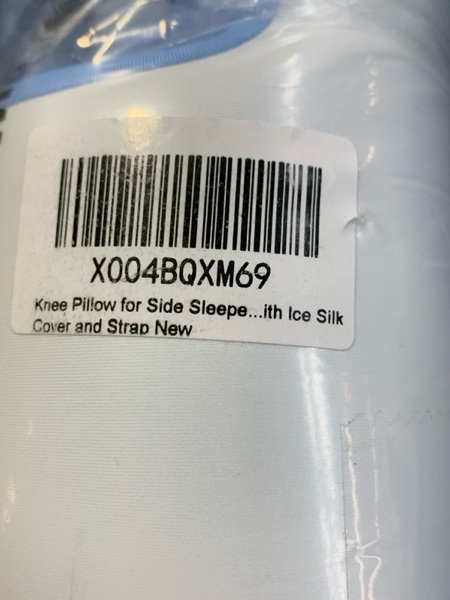 X004BQXM69
Knee Pillow for Side Sleepe...ith Ice Silk
Cover and Strap New